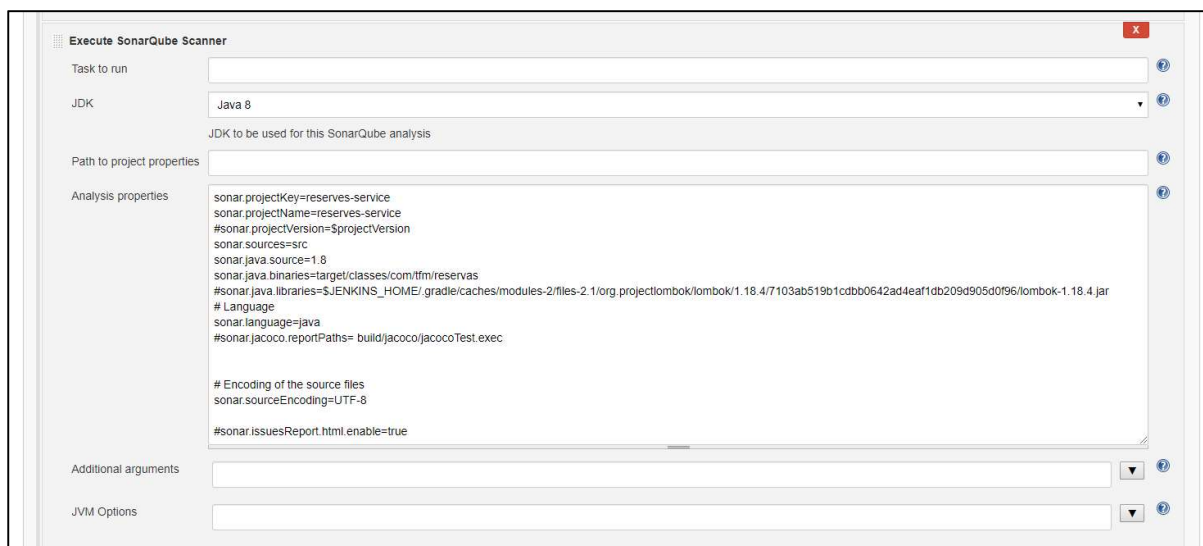 Execute SonarQube Scanner
X
Task to run
JDK
Java 8
JDK to be used for this SonarQube analysis
Path to project properties
Analysis properties
sonar.projectKey=reserves-service
sonar.projectName=reserves-service
#sonar.projectVersion=$projectVersion
sonar.sources=src
sonar.java.source=1.8
sonar.java.binaries=target/classes/com/tfm/reservas
#sonar.java.libraries=$JENKINS_HOME/.gradle/caches/modules-2/files-2.1/org.projectlombok/lombok/1.18.4/7103ab519b1cdbb0642ad4eaf1db209d905d0f96/lombok-1.18.4.jar
# Language
sonar.language=java
#sonar.jacoco.reportPaths= build/jacoco/jacocoTest.exec
# Encoding of the source files
sonar.sourceEncoding=UTF-8
#sonar.issuesReport.html.enable=true
Additional arguments
JVM Options